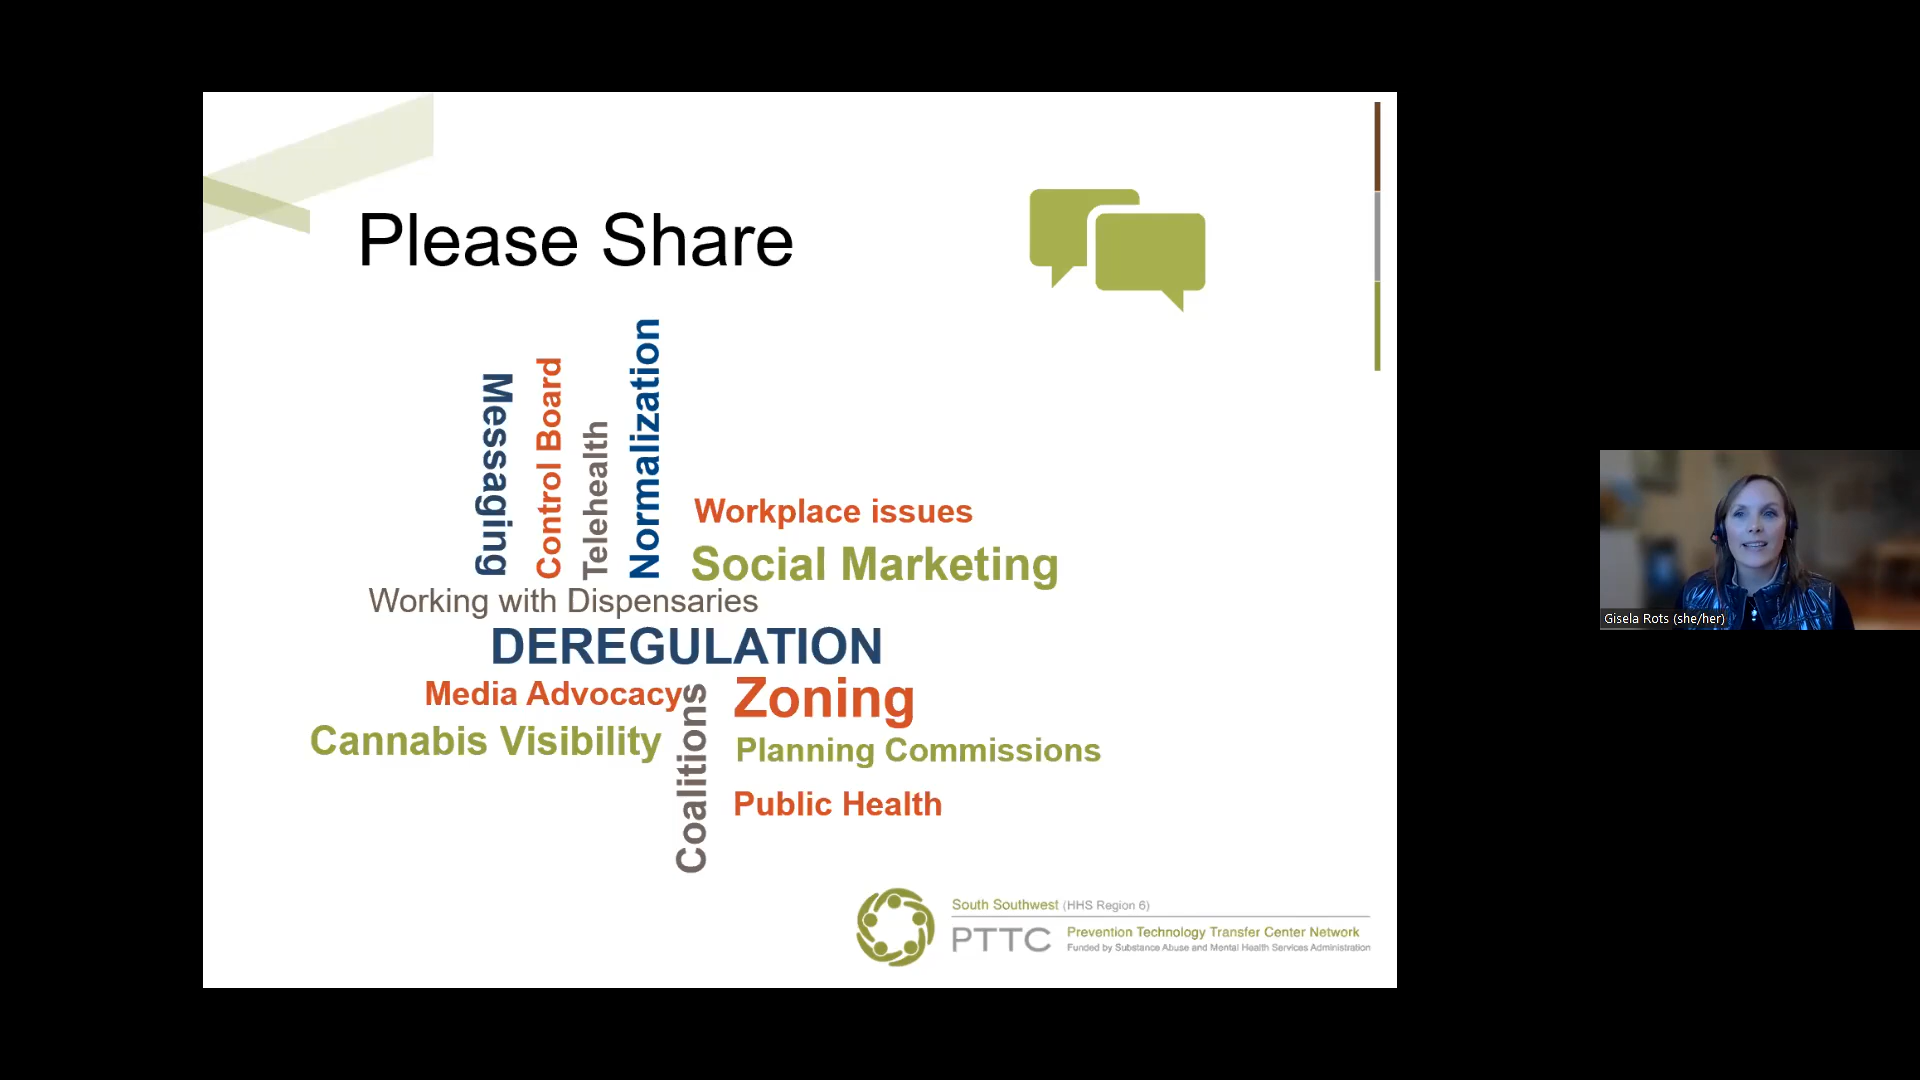 Please Share
Messaging
Control Board
Telehealth
Normalization
Workplace issues
Social Marketing
Working with Dispensaries
DEREGULATION
Media Advocacy
Zoning
Cannabis Visibility
Coalitions
Planning Commissions
Public Health
South Southwest (HHS Region 6)
PTTC
Prevention Technology Transfer Center Network
Funded by Substance Abuse and Mental Health Services Administration
Gisela Rots (she/her)